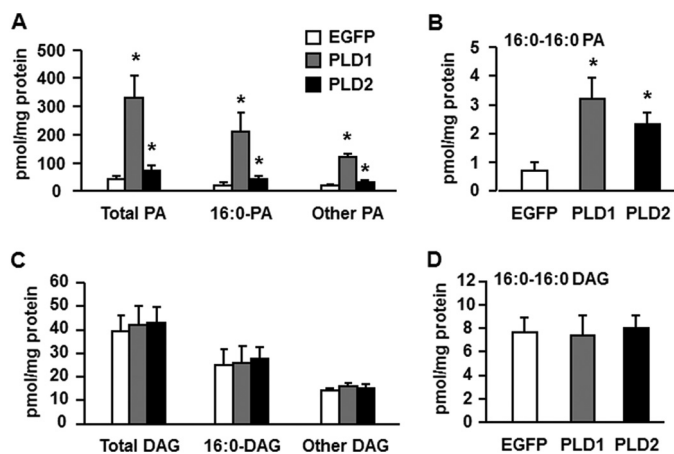 A
pmol/mg protein
500
400
300
200
100
0
EGFP
PLD1
PLD2
*
*
*
*
*
*
Total PA
16:0-PA
Other PA
B
16:0-16:0 PA
pmol/mg protein
5
4
3
2
1
0
*
*
EGFP
PLD1
PLD2
C
pmol/mg protein
60
50
40
30
20
10
0
Total DAG
16:0-DAG
Other DAG
D
16:0-16:0 DAG
pmol/mg protein
12
10
8
6
4
2
0
EGFP
PLD1
PLD2